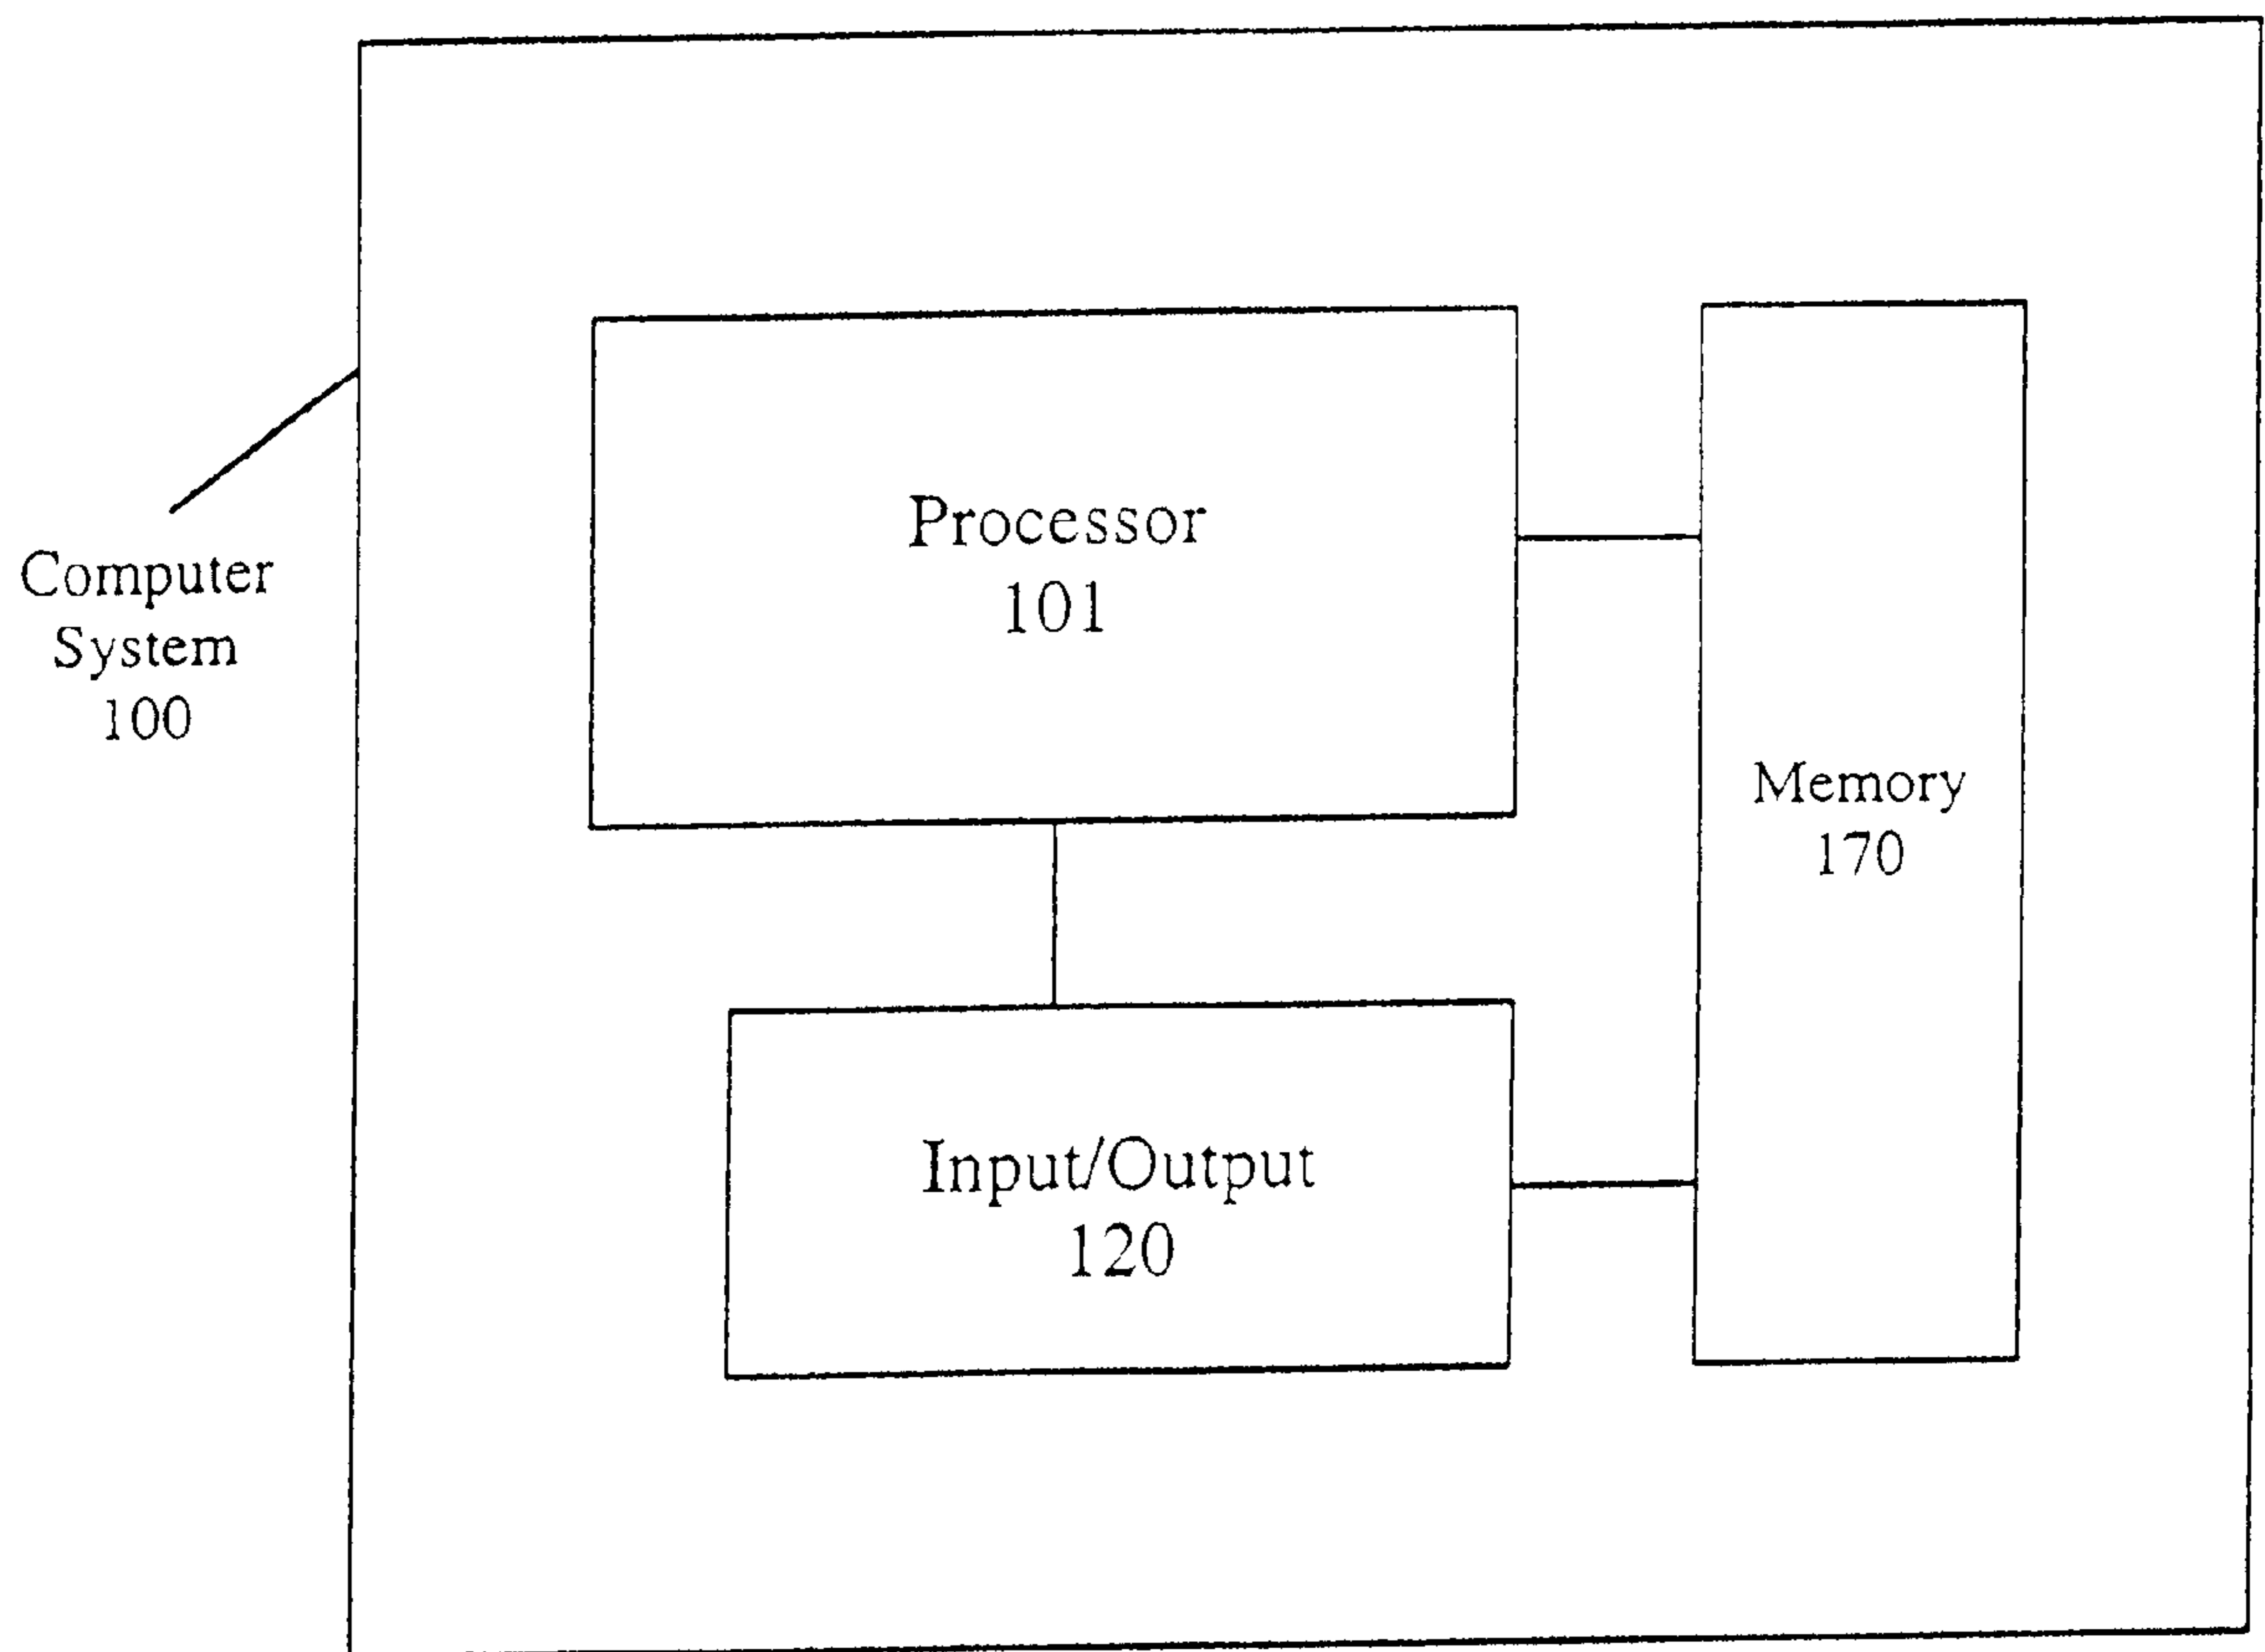 Computer
System
100
Processor
101
Memory
170
Input/Output
120